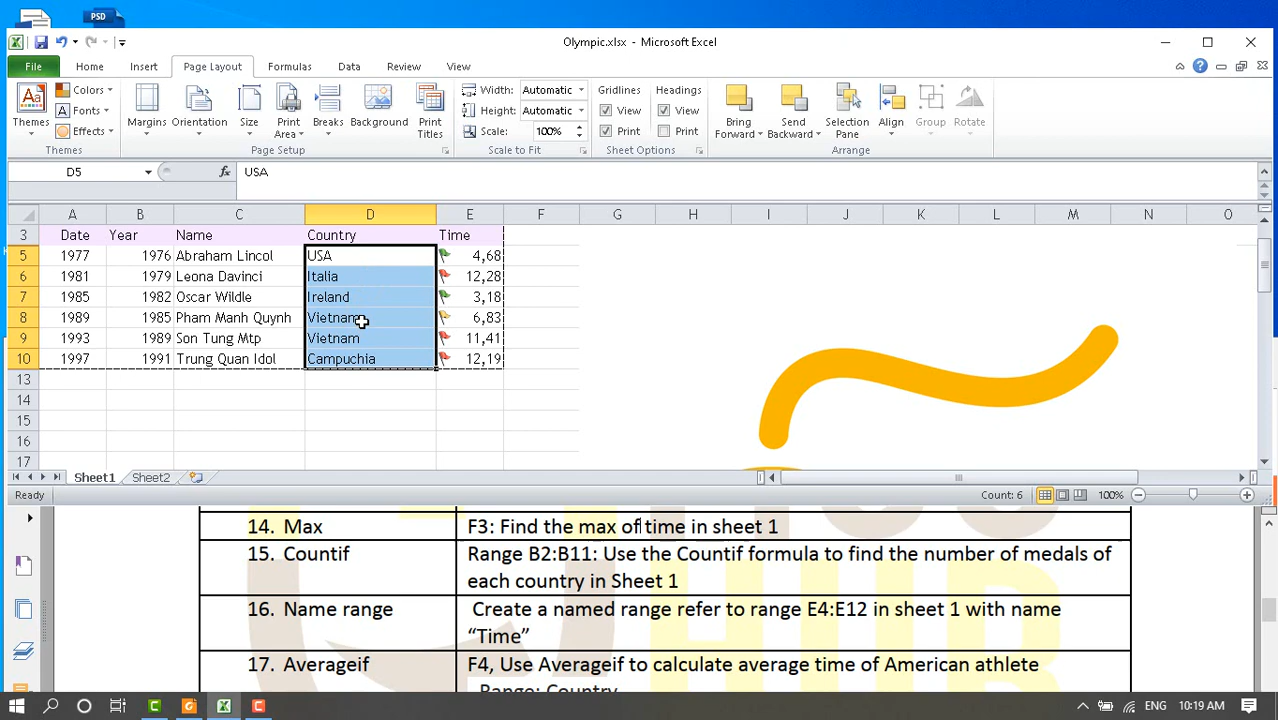 PSD
Olympic.xlsx - Microsoft Excel
File Home Insert Page Layout Formulas Data Review View
Colors Fonts Effects Themes
Margins Orientation Size Print Area Breaks Background Print Titles
Width: Automatic
Height: Automatic
Scale: 100%
Gridlines Headings
View View
Print Print
Bring Forward Send Backward Selection Pane Align Group Rotate
Themes Page Setup Scale to Fit Sheet Options Arrange
D5 fx USA
A B C D E F G H I J K L M N O
3 Date Year Name Country Time
5 1977 1976 Abraham Lincol USA 4,68
6 1981 1979 Leona Davinci Italia 12,28
7 1985 1982 Oscar Wildle Ireland 3,18
8 1989 1985 Pham Manh Quynh Vietnam 6,83
9 1993 1989 Son Tung Mtp Vietnam 11,41
10 1997 1991 Trung Quan Idol Campuchia 12,19
13
14
15
16
17
Sheet1 Sheet2
Ready Count: 6 100%
14. Max F3: Find the max of time in sheet 1
15. Countif Range B2:B11: Use the Countif formula to find the number of medals of
each country in Sheet 1
16. Name range Create a named range refer to range E4:E12 in sheet 1 with name
“Time”
17. Averageif F4, Use Averageif to calculate average time of American athlete
Range: Country
ENG 10:19 AM